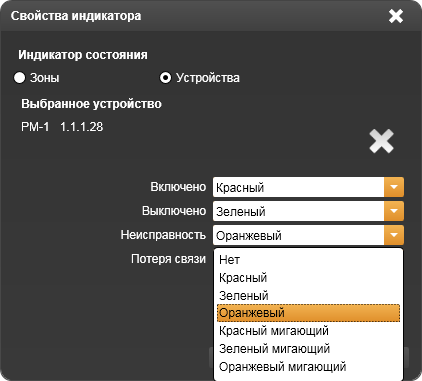 Свойства индикатора
Индикатор состояния
Зоны Устройства
Выбранное устройство
РМ-1 1.1.1.28
Включено Красный
Выключено Зеленый
Неисправность Оранжевый
Потеря связи
Нет
Красный
Зеленый
Оранжевый
Красный мигающий
Зеленый мигающий
Оранжевый мигающий